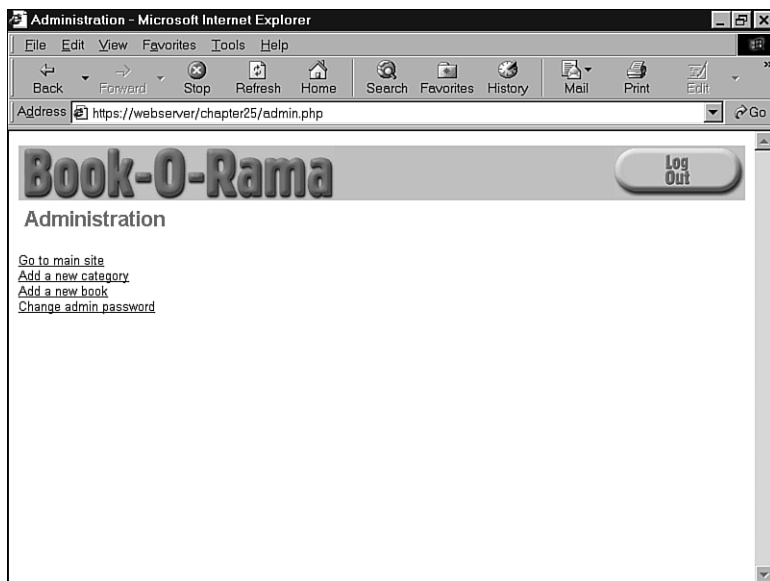 Administration - Microsoft Internet Explorer
File Edit View Favorites Tools Help
Back Forward Stop Refresh Home Search Favorites History Mail Print Edit »
Address https://webserver/chapter25/admin.php Go
Book-O-Rama
Log
Out
Administration
Go to main site
Add a new category
Add a new book
Change admin password